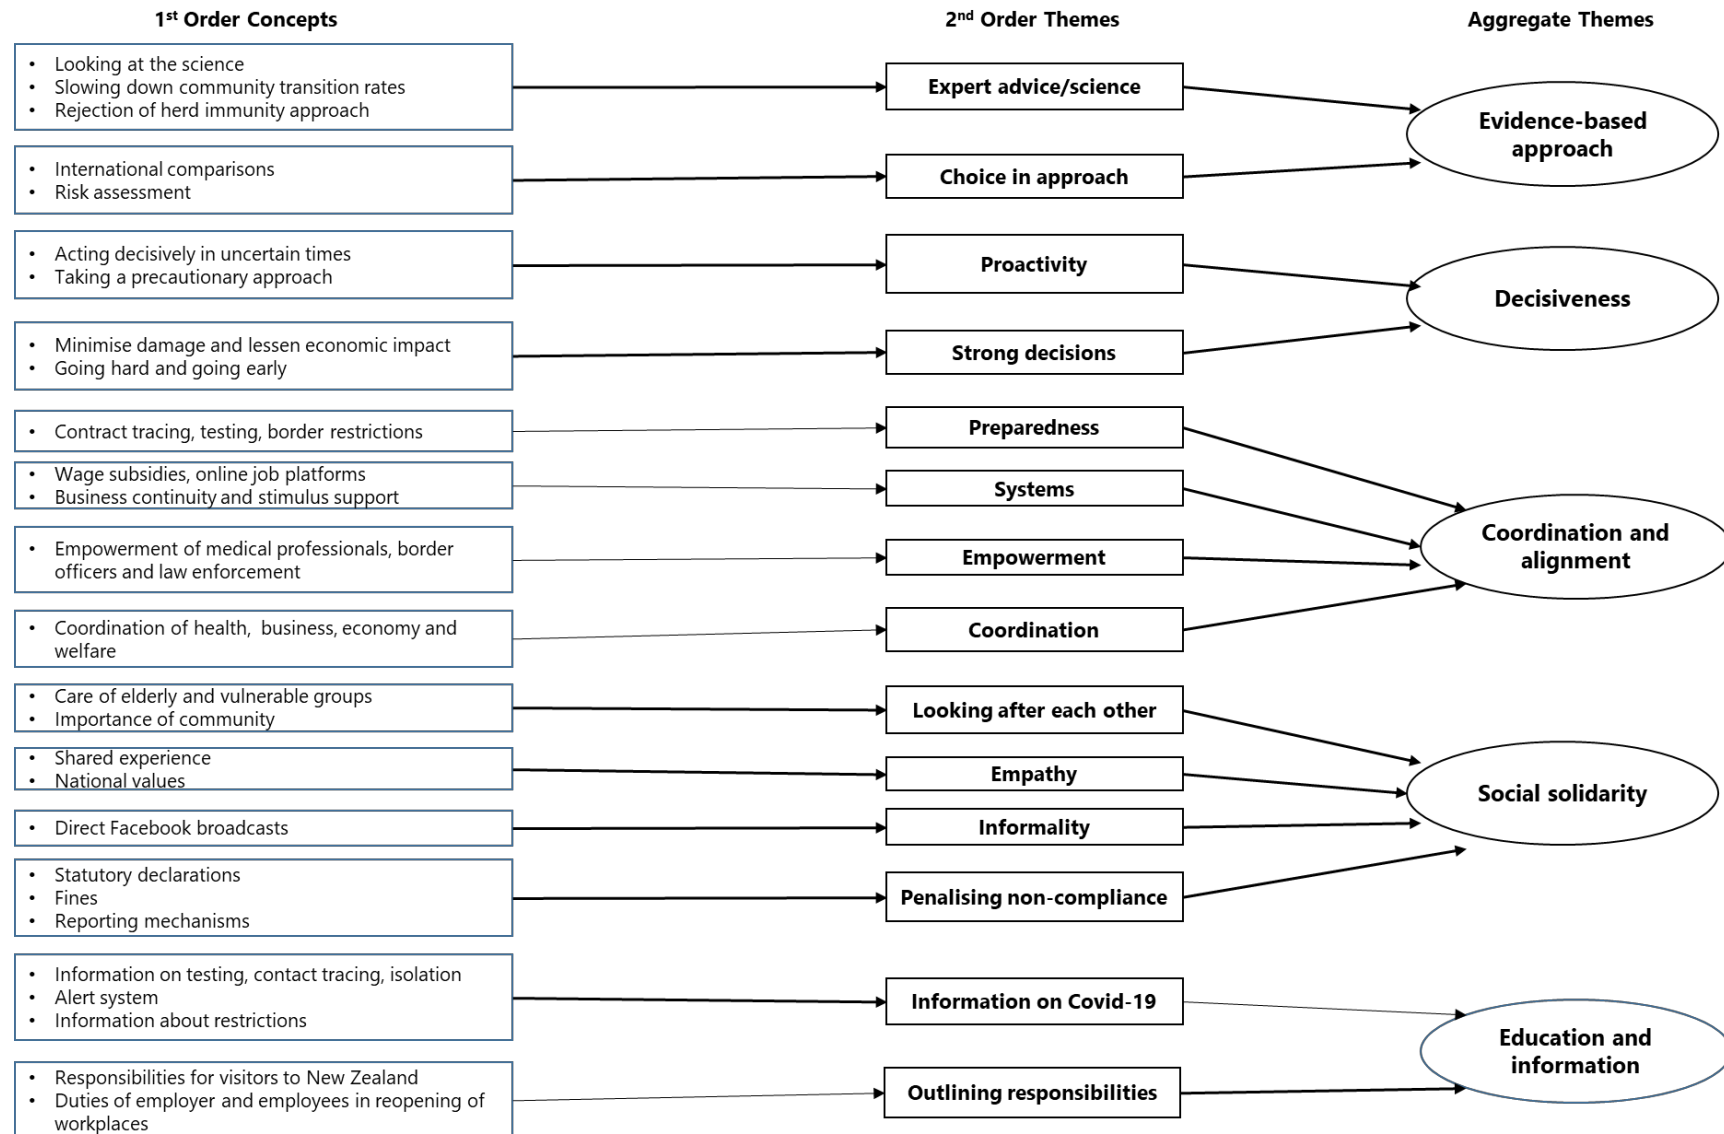 1st Order Concepts
2nd Order Themes
Aggregate Themes
• Looking at the science
• Slowing down community transition rates
• Rejection of herd immunity approach
Expert advice/science
Evidence-based
approach
• International comparisons
• Risk assessment
Choice in approach
• Acting decisively in uncertain times
• Taking a precautionary approach
Proactivity
Decisiveness
• Minimise damage and lessen economic impact
• Going hard and going early
Strong decisions
• Contract tracing, testing, border restrictions
Preparedness
• Wage subsidies, online job platforms
• Business continuity and stimulus support
Systems
Coordination and
alignment
• Empowerment of medical professionals, border
officers and law enforcement
Empowerment
• Coordination of health, business, economy and
welfare
Coordination
• Care of elderly and vulnerable groups
• Importance of community
Looking after each other
• Shared experience
• National values
Empathy
Social solidarity
• Direct Facebook broadcasts
Informality
• Statutory declarations
• Fines
• Reporting mechanisms
Penalising non-compliance
• Information on testing, contact tracing, isolation
• Alert system
• Information about restrictions
Information on Covid-19
Education and
information
• Responsibilities for visitors to New Zealand
• Duties of employer and employees in reopening of
workplaces
Outlining responsibilities